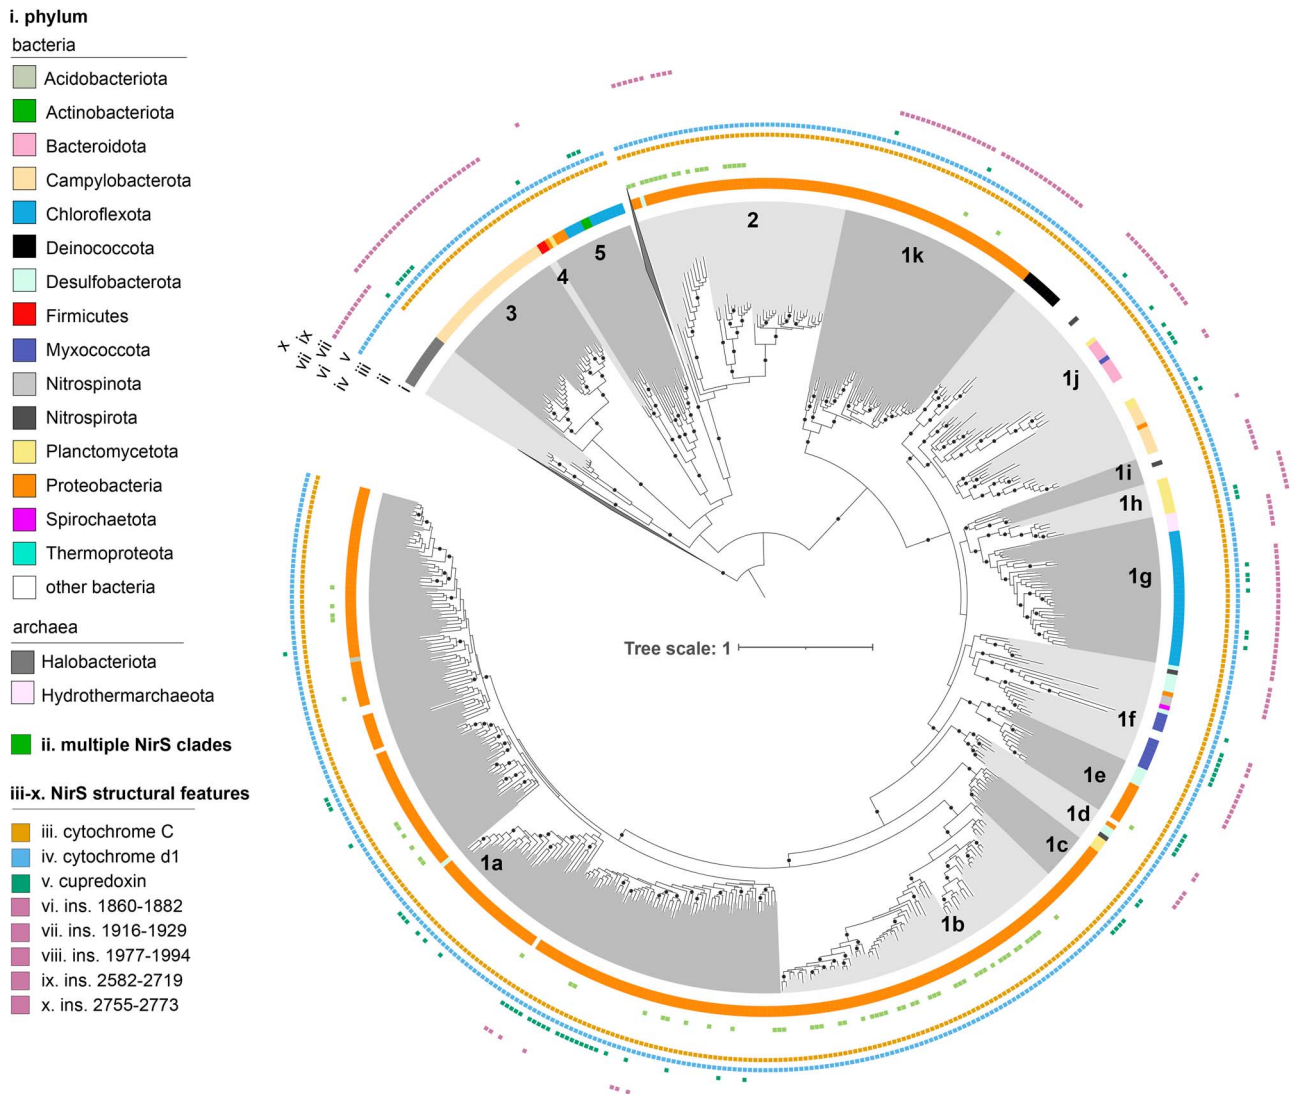 i. phylum
bacteria
Acidobacteriota
Actinobacteriota
Bacteroidota
Campylobacterota
Chloroflexota
Deinococcota
Desulfobacterota
Firmicutes
Myxococcota
Nitrospinota
Nitrospirota
Planctomycetota
Proteobacteria
Spirochaetota
Thermoproteota
other bacteria
archaea
Halobacteriota
Hydrothermarchaeota
ii. multiple NirS clades
iii-x. NirS structural features
iii. cytochrome C
iv. cytochrome d1
v. cupredoxin
vi. ins. 1860-1882
vii. ins. 1916-1929
viii. ins. 1977-1994
ix. ins. 2582-2719
x. ins. 2755-2773
x ix
vii vii v
vi iii
iv ii i
5
4
3
2
1k
1j
1i
1h
1g
1f
1e
1d
1c
1b
1a
Tree scale: 1